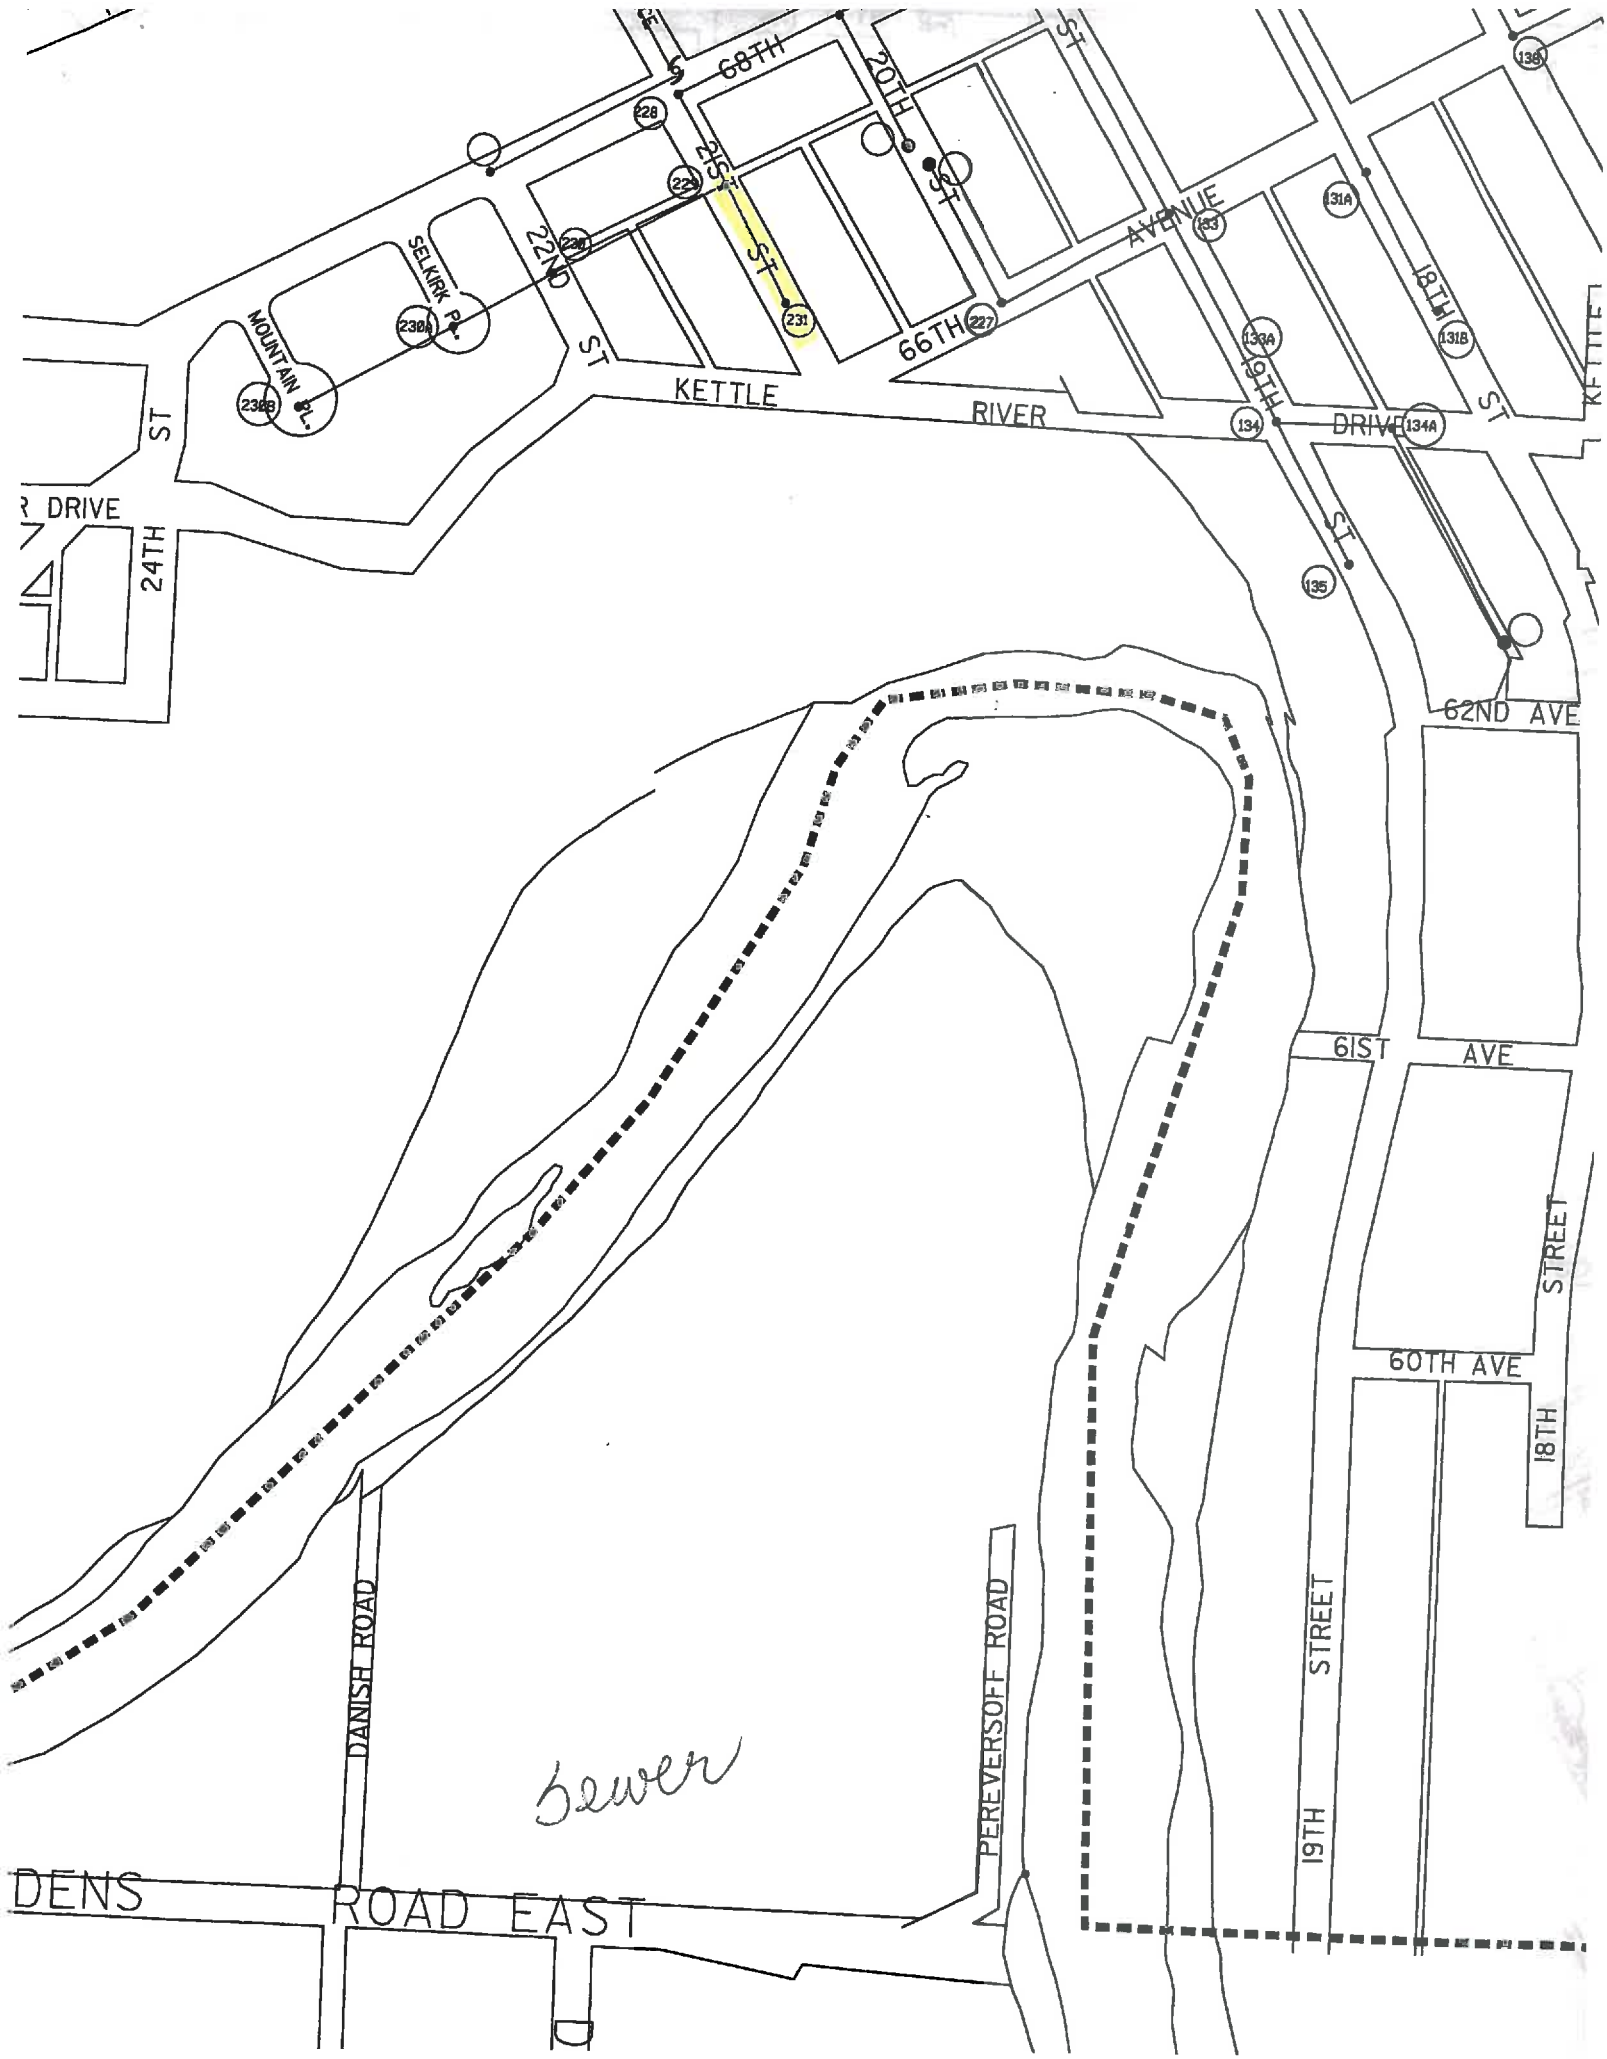 68TH
20TH
ST
138
228
21ST
229
ST
131A
22ND
230
SELKIRK PL.
ST
AVENUE
133
18TH
MOUNTAIN PL.
230A
231
66TH
227
133A
131B
KETTLE
230B
ST
KETTLE
RIVER
19TH
134
DRIVE
134A
ST
ST
R DRIVE
24TH
ST
135
62ND AVE
61ST
AVE
STREET
60TH AVE
18TH
DANISH ROAD
PEREVERSOFF ROAD
STREET
19TH
Sewer
DENS
ROAD EAST
D